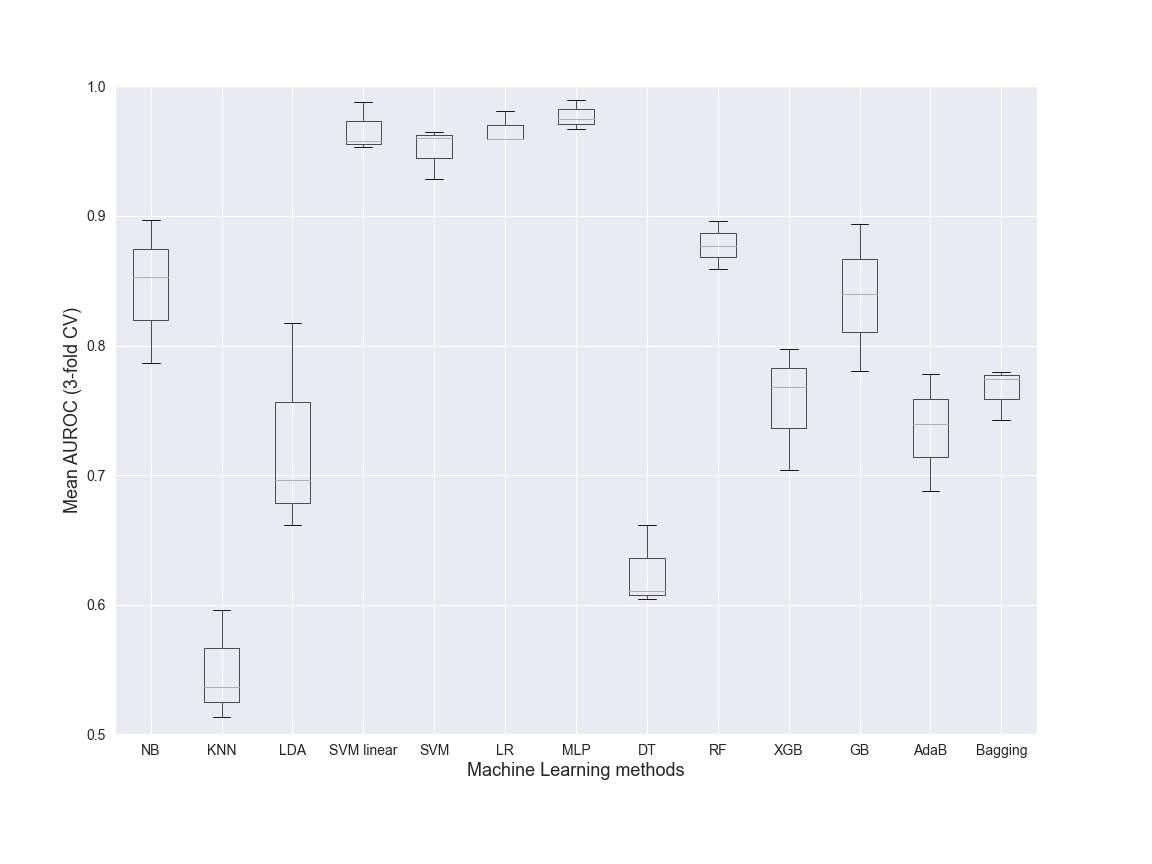 1.0
0.9
0.8
0.7
0.6
0.5
Mean AUROC (3-fold CV)
NB KNN LDA SVM linear SVM LR MLP DT RF XGB GB AdaB Bagging
Machine Learning methods